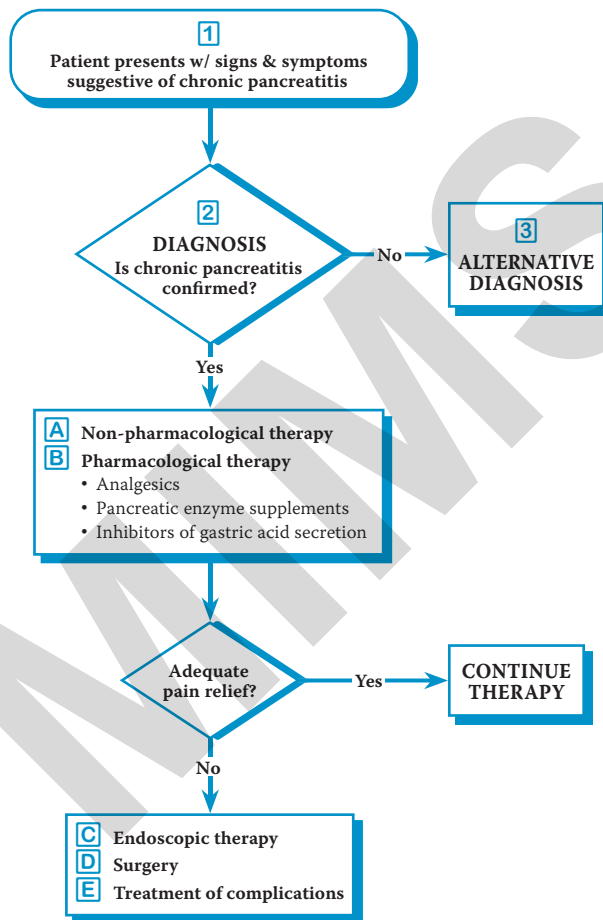 1
Patient presents w/ signs & symptoms
suggestive of chronic pancreatitis
2
DIAGNOSIS
Is chronic pancreatitis
confirmed?
No
3
ALTERNATIVE
DIAGNOSIS
Yes
A Non-pharmacological therapy
B Pharmacological therapy
• Analgesics
• Pancreatic enzyme supplements
• Inhibitors of gastric acid secretion
Adequate
pain relief?
Yes
CONTINUE
THERAPY
No
C Endoscopic therapy
D Surgery
E Treatment of complications
MIMS